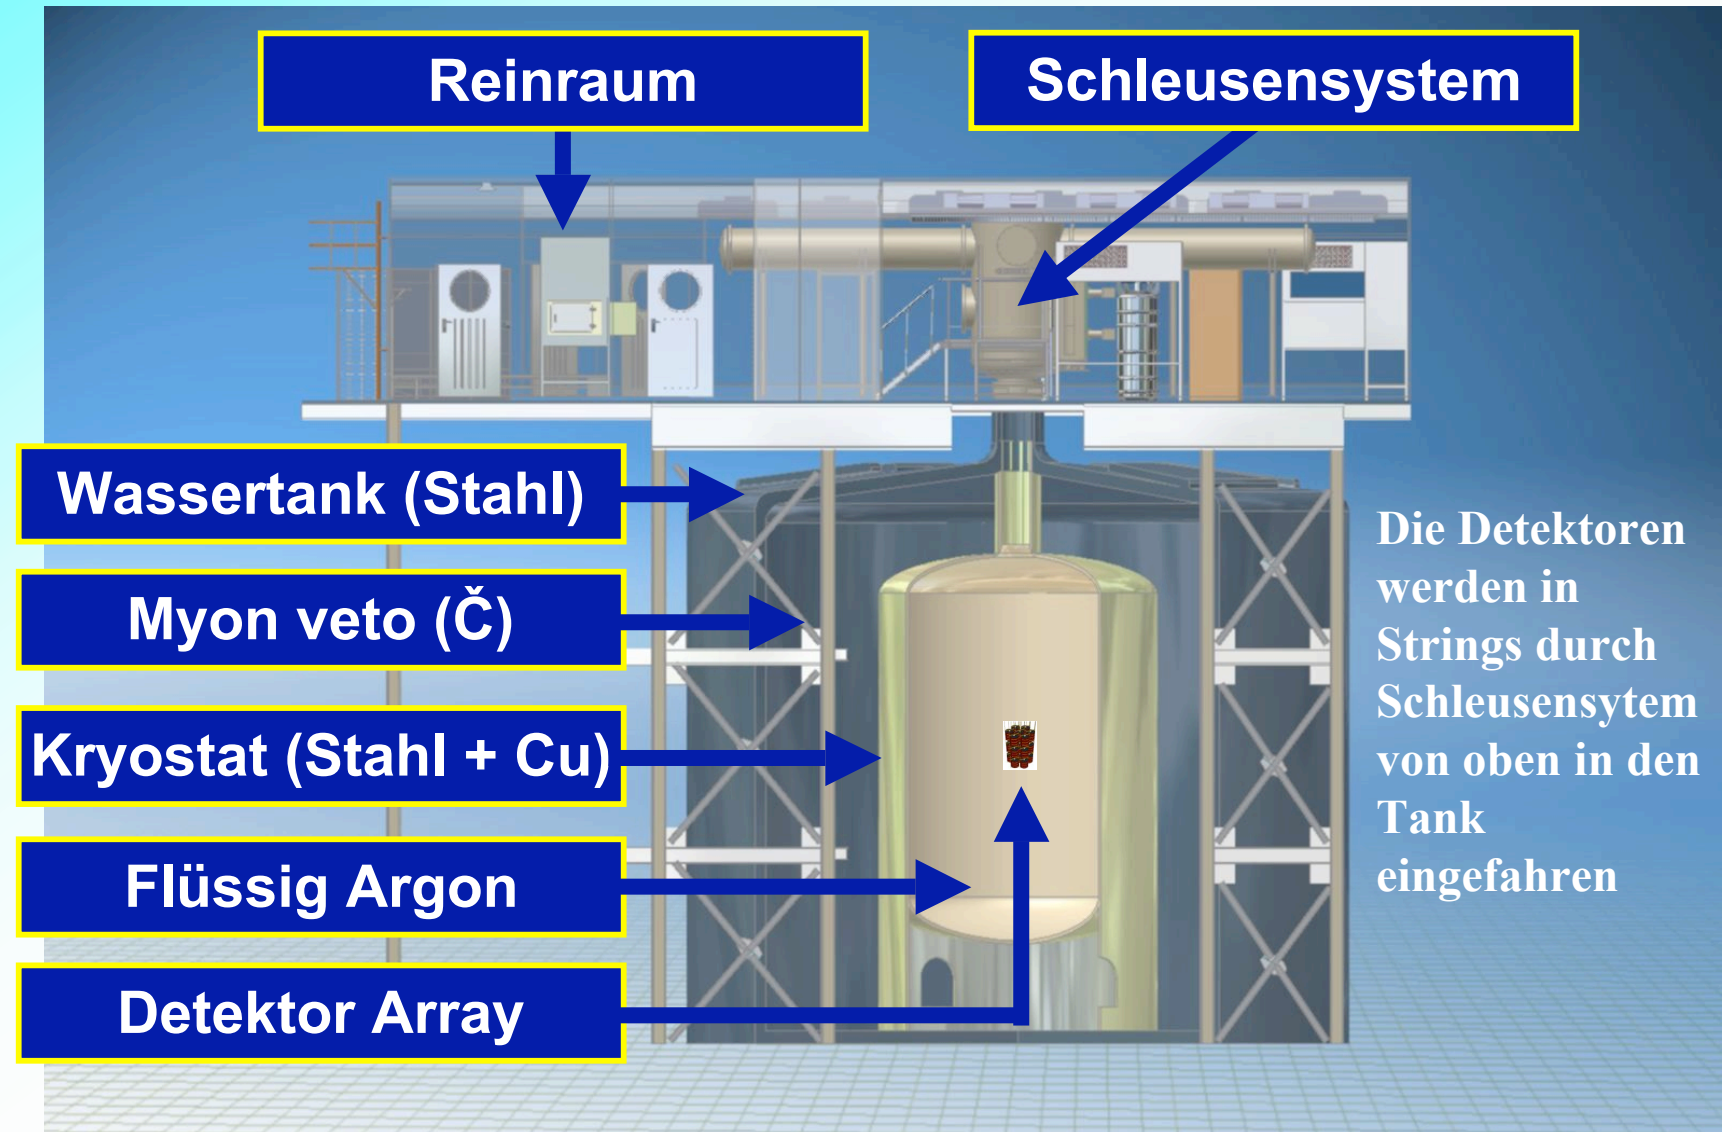 Reinraum
Schleusensystem
Wassertank (Stahl)
Myon veto (Č)
Kryostat (Stahl + Cu)
Flüssig Argon
Detektor Array
Die Detektoren
werden in
Strings durch
Schleusensytem
von oben in den
Tank
eingefahren